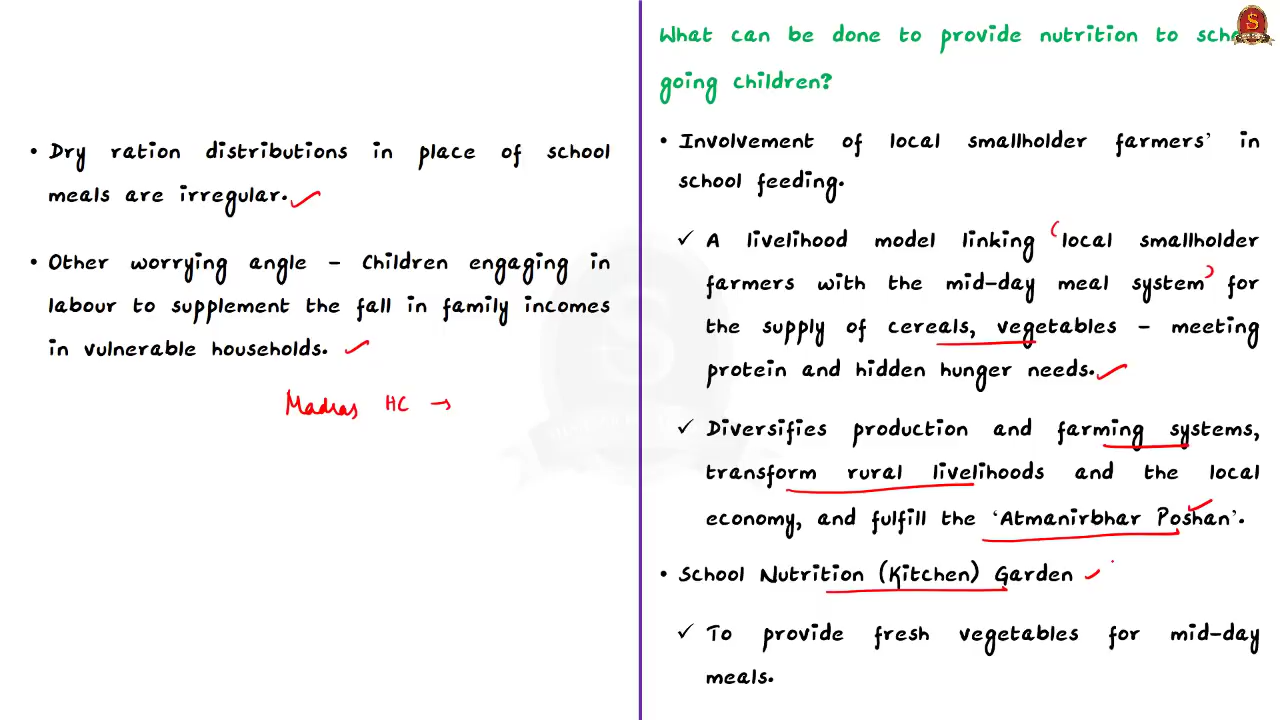 • Dry ration distributions in place of school
meals are irregular.
• Other worrying angle – Children engaging in
labour to supplement the fall in family incomes
in vulnerable households.
Madras HC →
What can be done to provide nutrition to scho
going children?
• Involvement of local smallholder farmers' in
school feeding.
✓ A livelihood model linking (local smallholder
farmers with the mid-day meal system) for
the supply of cereals, vegetables – meeting
protein and hidden hunger needs.
✓ Diversifies production and farming systems,
transform rural livelihoods and the local
economy, and fulfill the 'Atmanirbhar Poshan'.
• School Nutrition (Kitchen) Garden
✓ To provide fresh vegetables for mid-day
meals.